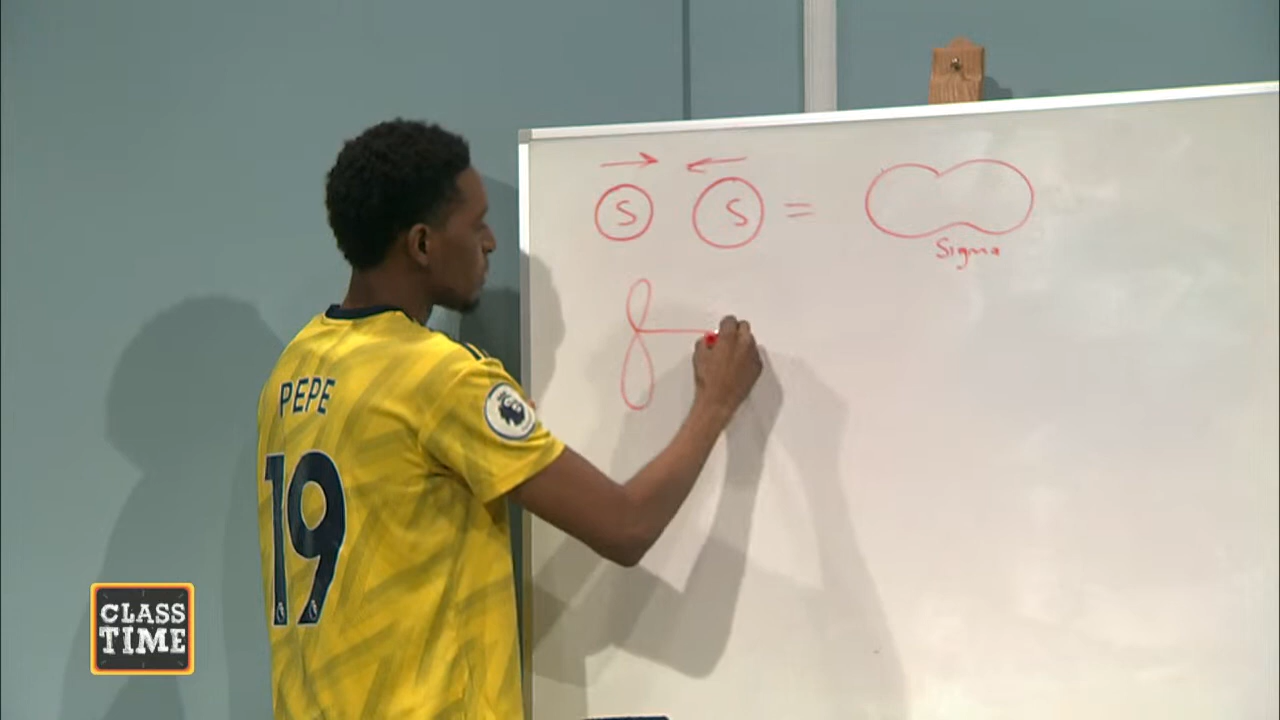 S S =
Sigma
PEPE
19
CLASS
TIME